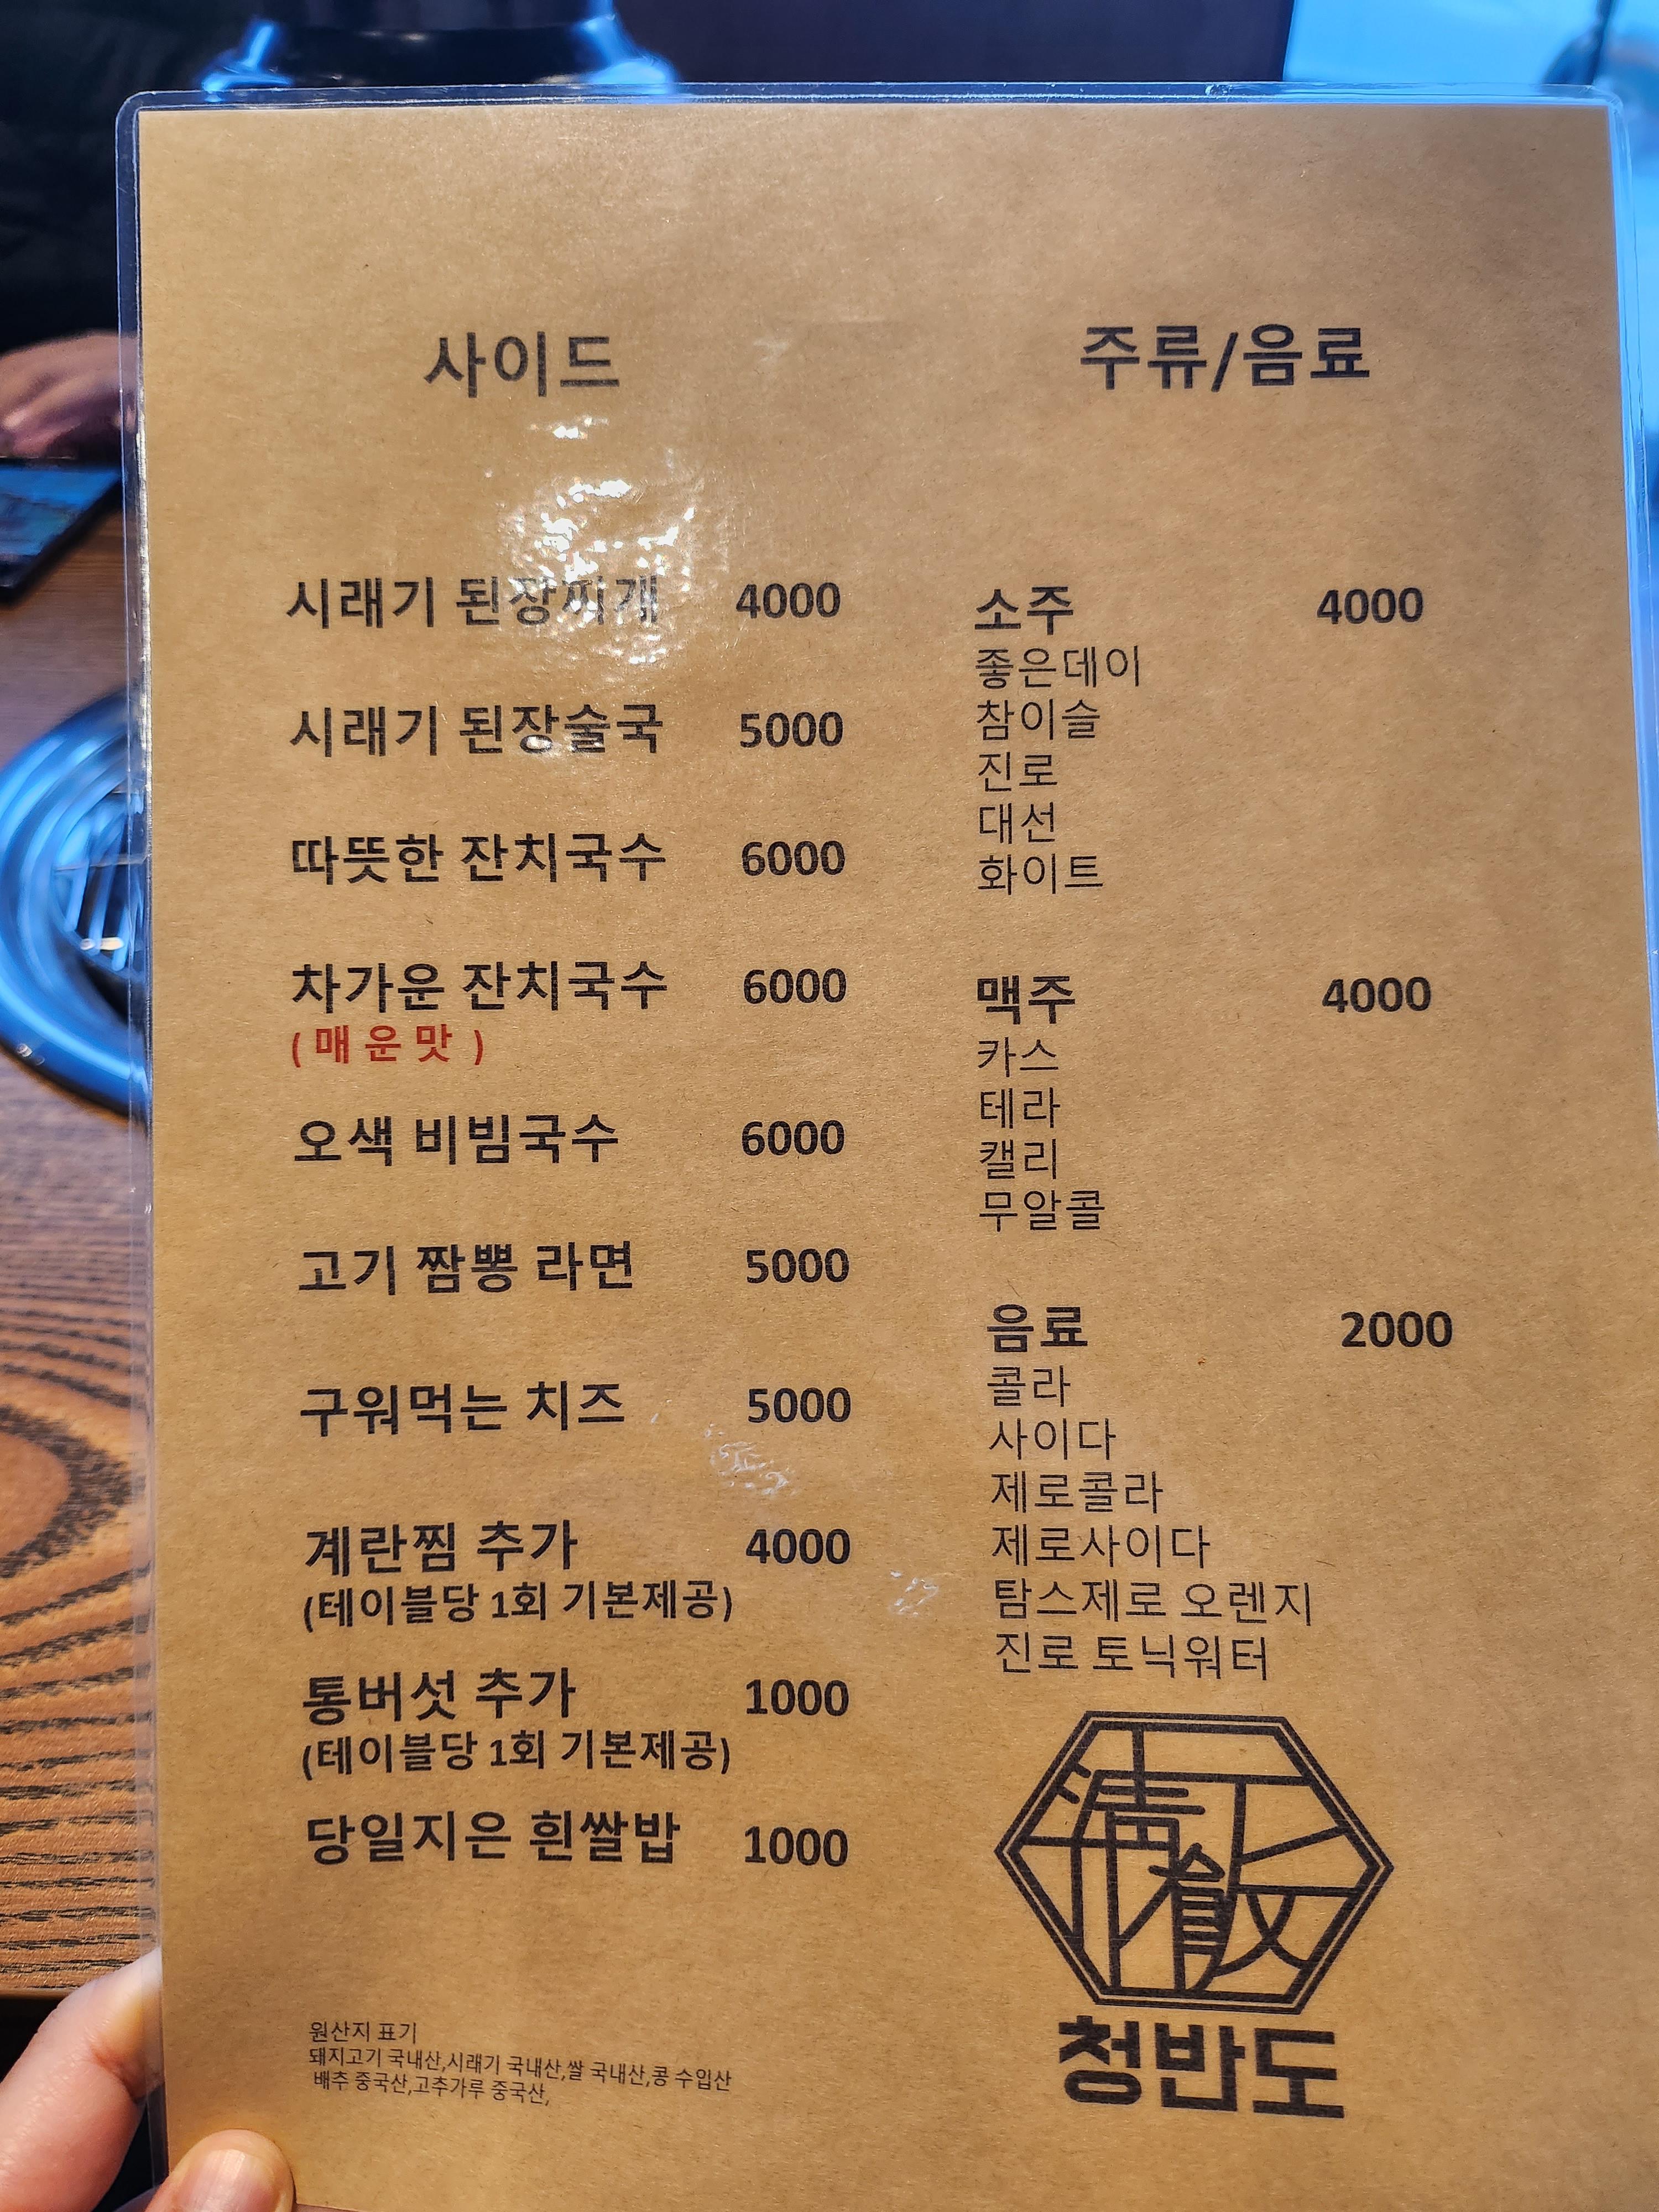 사이드
시래기 된장찌개 4000
시래기 된장술국 5000
따뜻한 잔치국수 6000
차가운 잔치국수 6000
( 매 운 맛 )
오색 비빔국수 6000
고기 짬뽕 라면 5000
구워먹는 치즈 5000
계란찜 추가 4000
(테이블당 1회 기본제공)
통버섯 추가 1000
(테이블당 1회 기본제공)
당일지은 흰쌀밥 1000
원산지 표기
돼지고기 국내산,시래기 국내산,쌀 국내산,콩 수입산
배추 중국산,고추가루 중국산,
주류/음료
소주 4000
좋은데이
참이슬
진로
대선
화이트
맥주 4000
카스
테라
캘리
무알콜
음료 2000
콜라
사이다
제로콜라
제로사이다
탐스제로 오렌지
진로 토닉워터
청반도